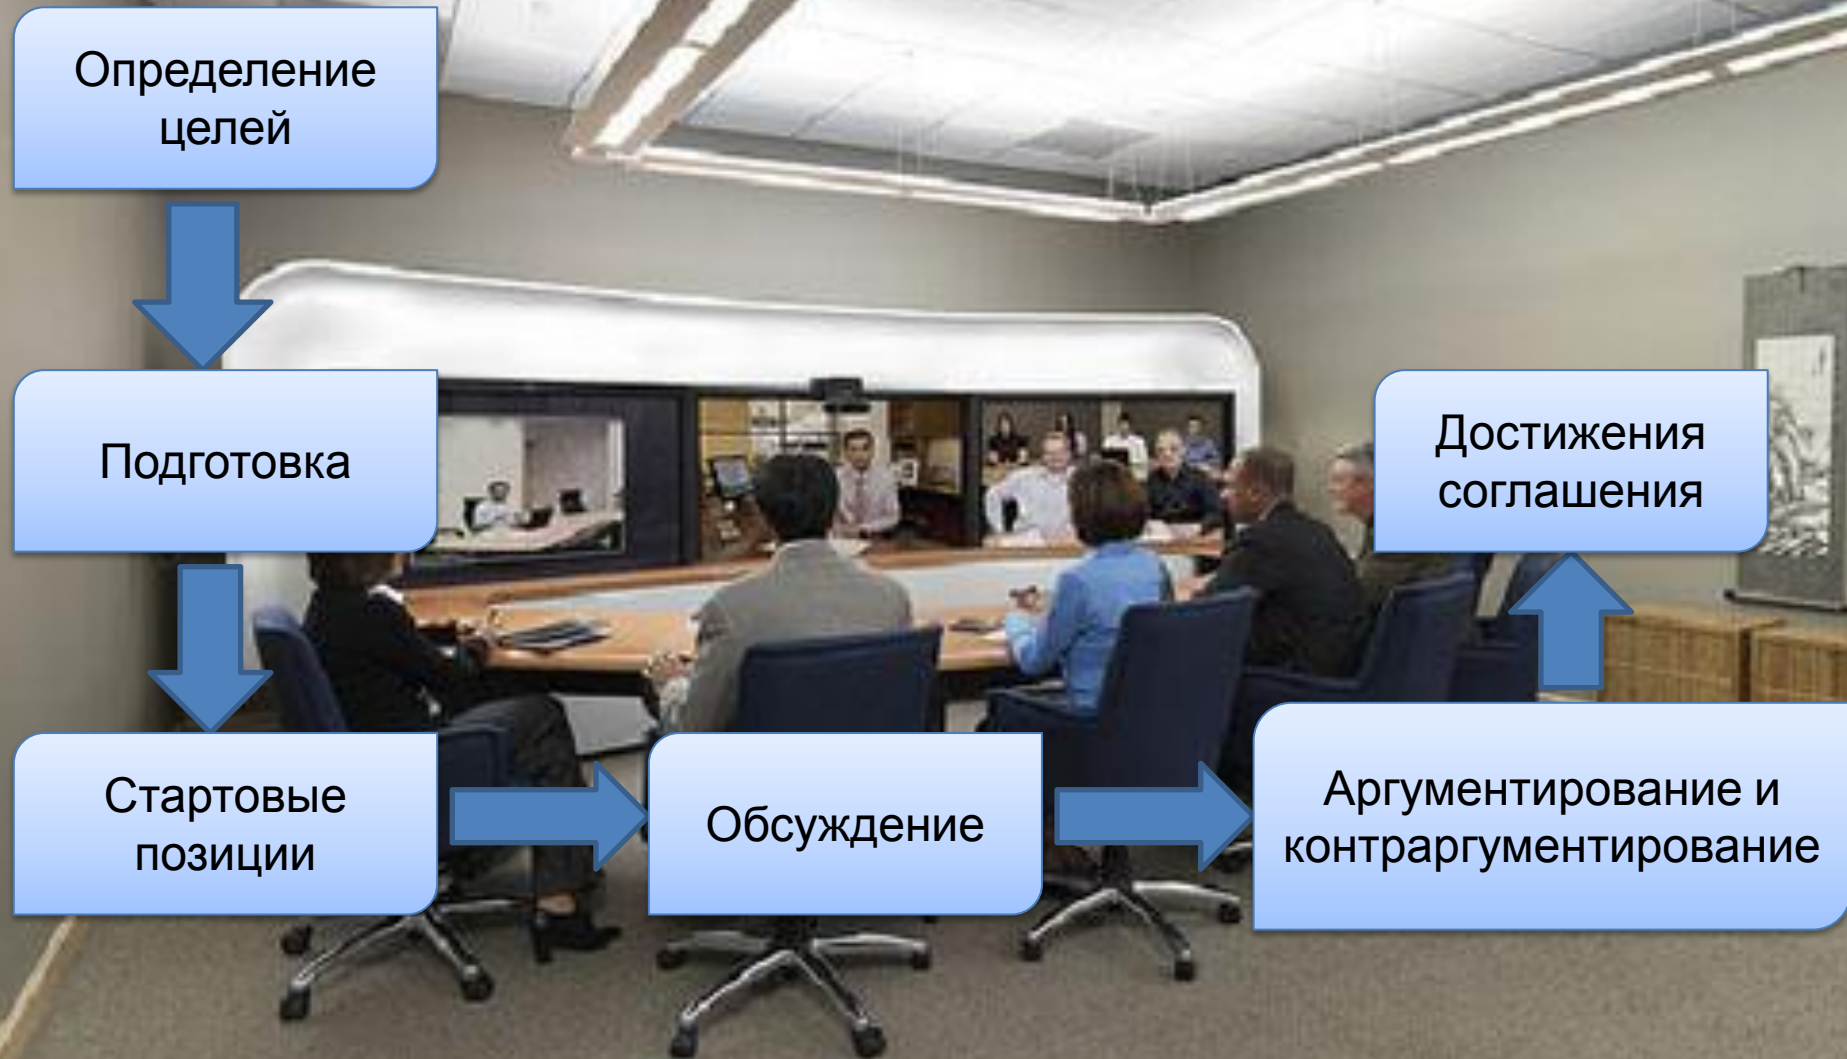 Определение
целей
Подготовка
Стартовые
позиции
Обсуждение
Аргументирование и
контраргументирование
Достижения
соглашения